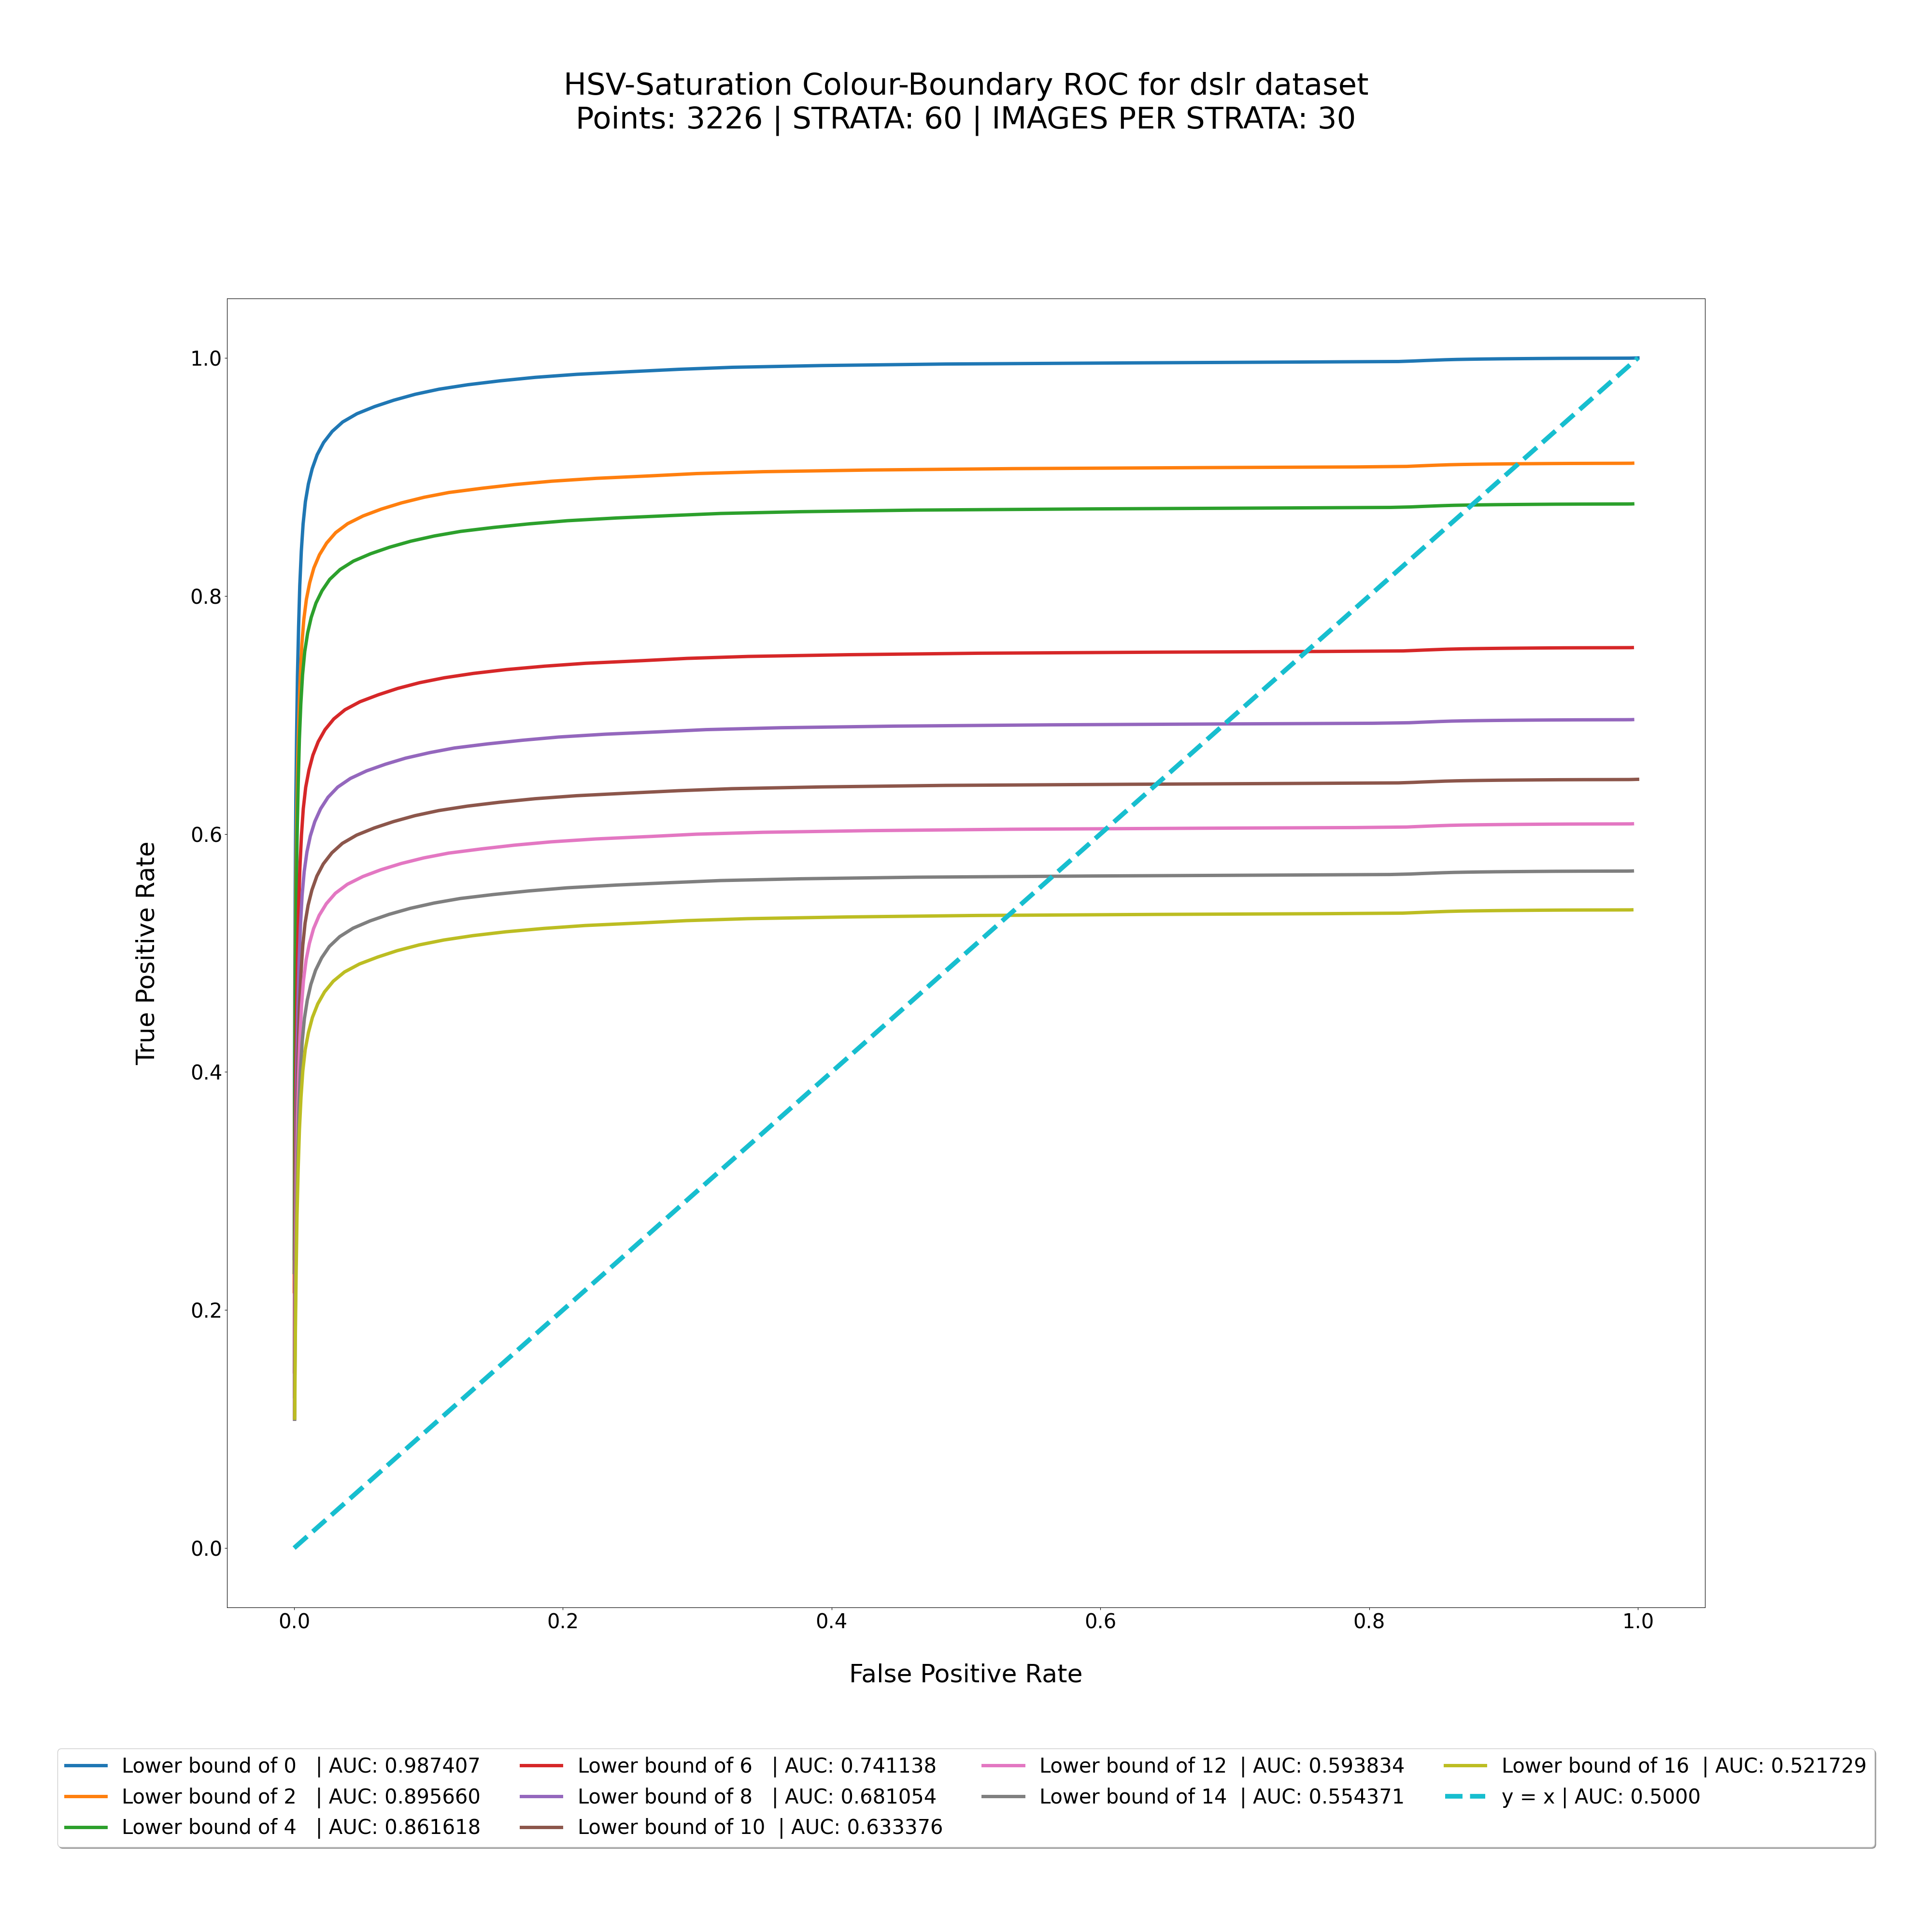 HSV-Saturation Colour-Boundary ROC for dslr dataset
Points: 3226 | STRATA: 60 | IMAGES PER STRATA: 30
1.0
0.8
0.6
0.4
0.2
0.0
True Positive Rate
0.0 0.2 0.4 0.6 0.8 1.0
False Positive Rate
Lower bound of 0 | AUC: 0.987407
Lower bound of 2 | AUC: 0.895660
Lower bound of 4 | AUC: 0.861618
Lower bound of 6 | AUC: 0.741138
Lower bound of 8 | AUC: 0.681054
Lower bound of 10 | AUC: 0.633376
Lower bound of 12 | AUC: 0.593834
Lower bound of 14 | AUC: 0.554371
Lower bound of 16 | AUC: 0.521729
y = x | AUC: 0.5000